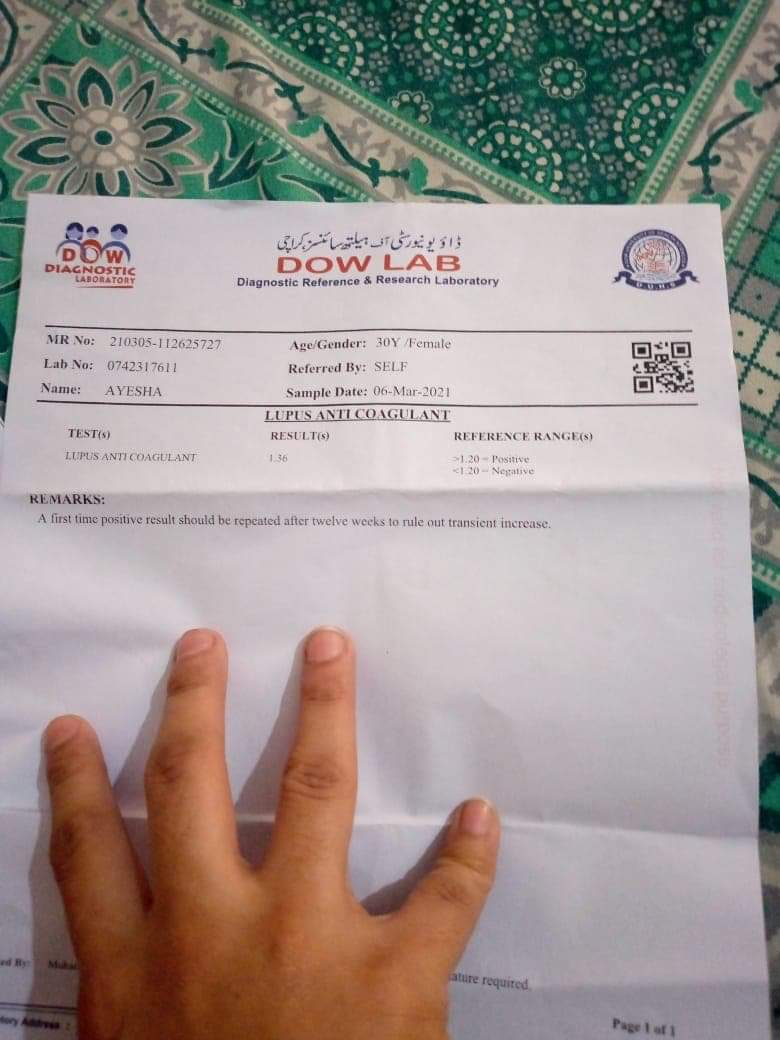 DOW
DIAGNOSTIC
LABORATORY
ڈاؤ یونیورسٹی آف ہیلتھ سائنسز، کراچی
DOW LAB
Diagnostic Reference & Research Laboratory
D.U.H.S
MR No: 210305-112625727 Age/Gender: 30Y /Female
Lab No: 0742317611 Referred By: SELF
Name: AYESHA Sample Date: 06-Mar-2021
LUPUS ANTI COAGULANT
TEST(s) RESULT(s) REFERENCE RANGE(s)
LUPUS ANTI COAGULANT 1.36 >1.20 = Positive
<1.20 = Negative
REMARKS:
A first time positive result should be repeated after twelve weeks to rule out transient increase.
ed By:
ature required.
tory Address :
Page 1 of 1